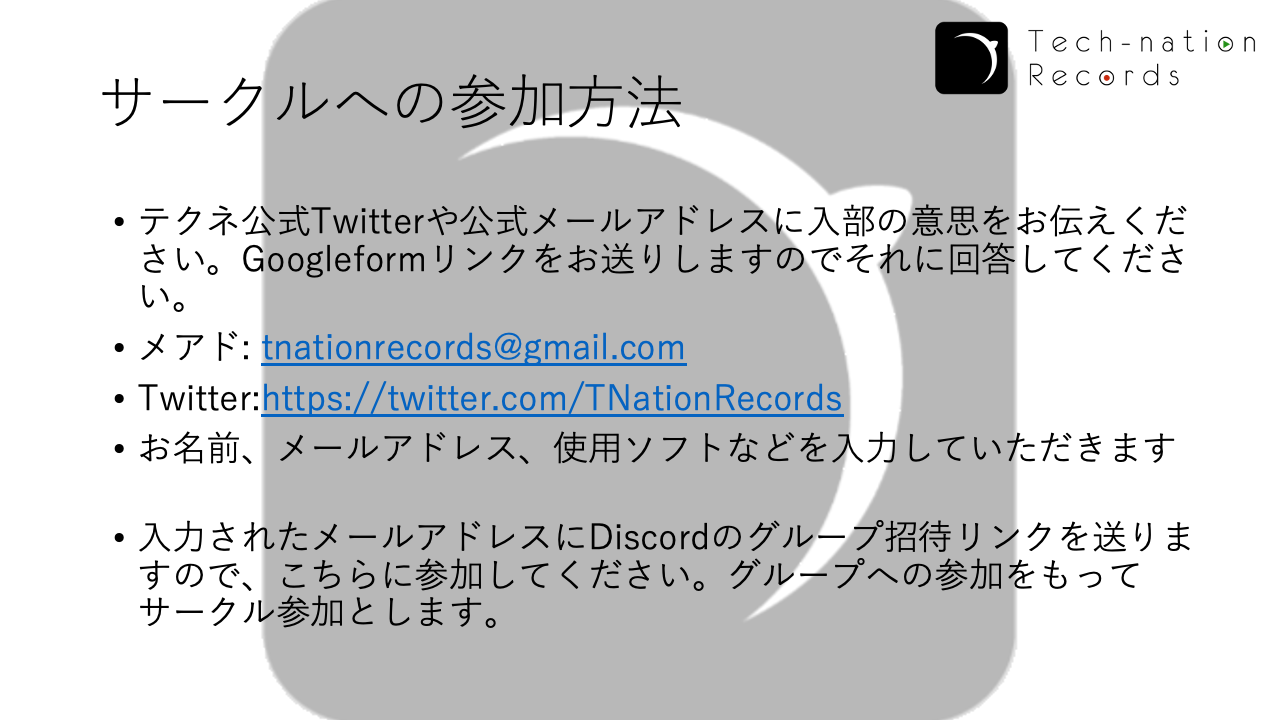 Tech-nation
Records
サークルへの参加方法
• テクネ公式Twitterや公式メールアドレスに入部の意思をお伝えくだ
さい。Googleformリンクをお送りしますのでそれに回答してくださ
い。
• メアド: tnationrecords@gmail.com
• Twitter:https://twitter.com/TNationRecords
• お名前、メールアドレス、使用ソフトなどを入力していただきます
• 入力されたメールアドレスにDiscordのグループ招待リンクを送りま
すので、こちらに参加してください。グループへの参加をもって
サークル参加とします。